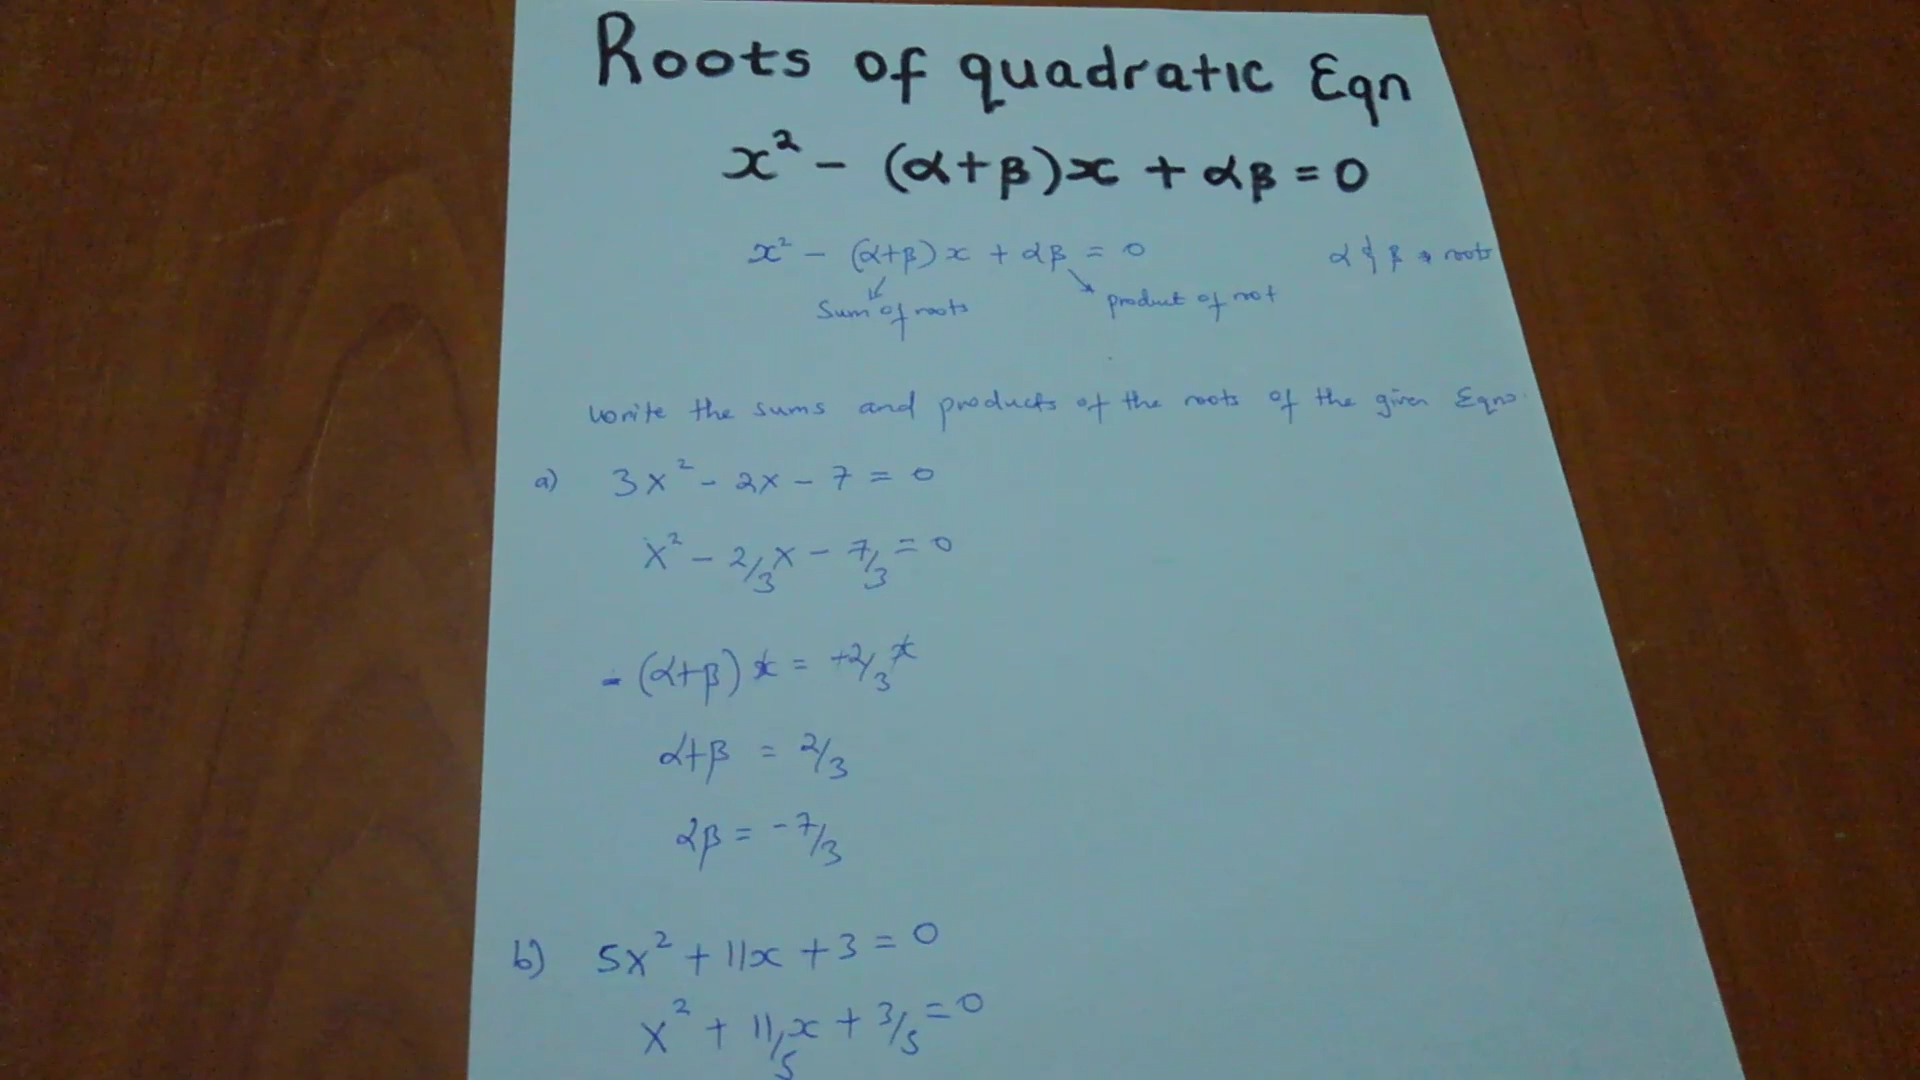 Roots of quadratic Eqn
x² - (α+β)x + αβ = 0
x² - (α+β)x + αβ = 0 α & β → roots
Sum of roots product of root
Write the sums and products of the roots of the given Eqns.
a) 3x² - 2x - 7 = 0
x² - 2/3x - 7/3 = 0
- (α+β)x = +2/3x
α+β = 2/3
αβ = -7/3
b) 5x² + 11x + 3 = 0
x² + 11/5x + 3/5 = 0